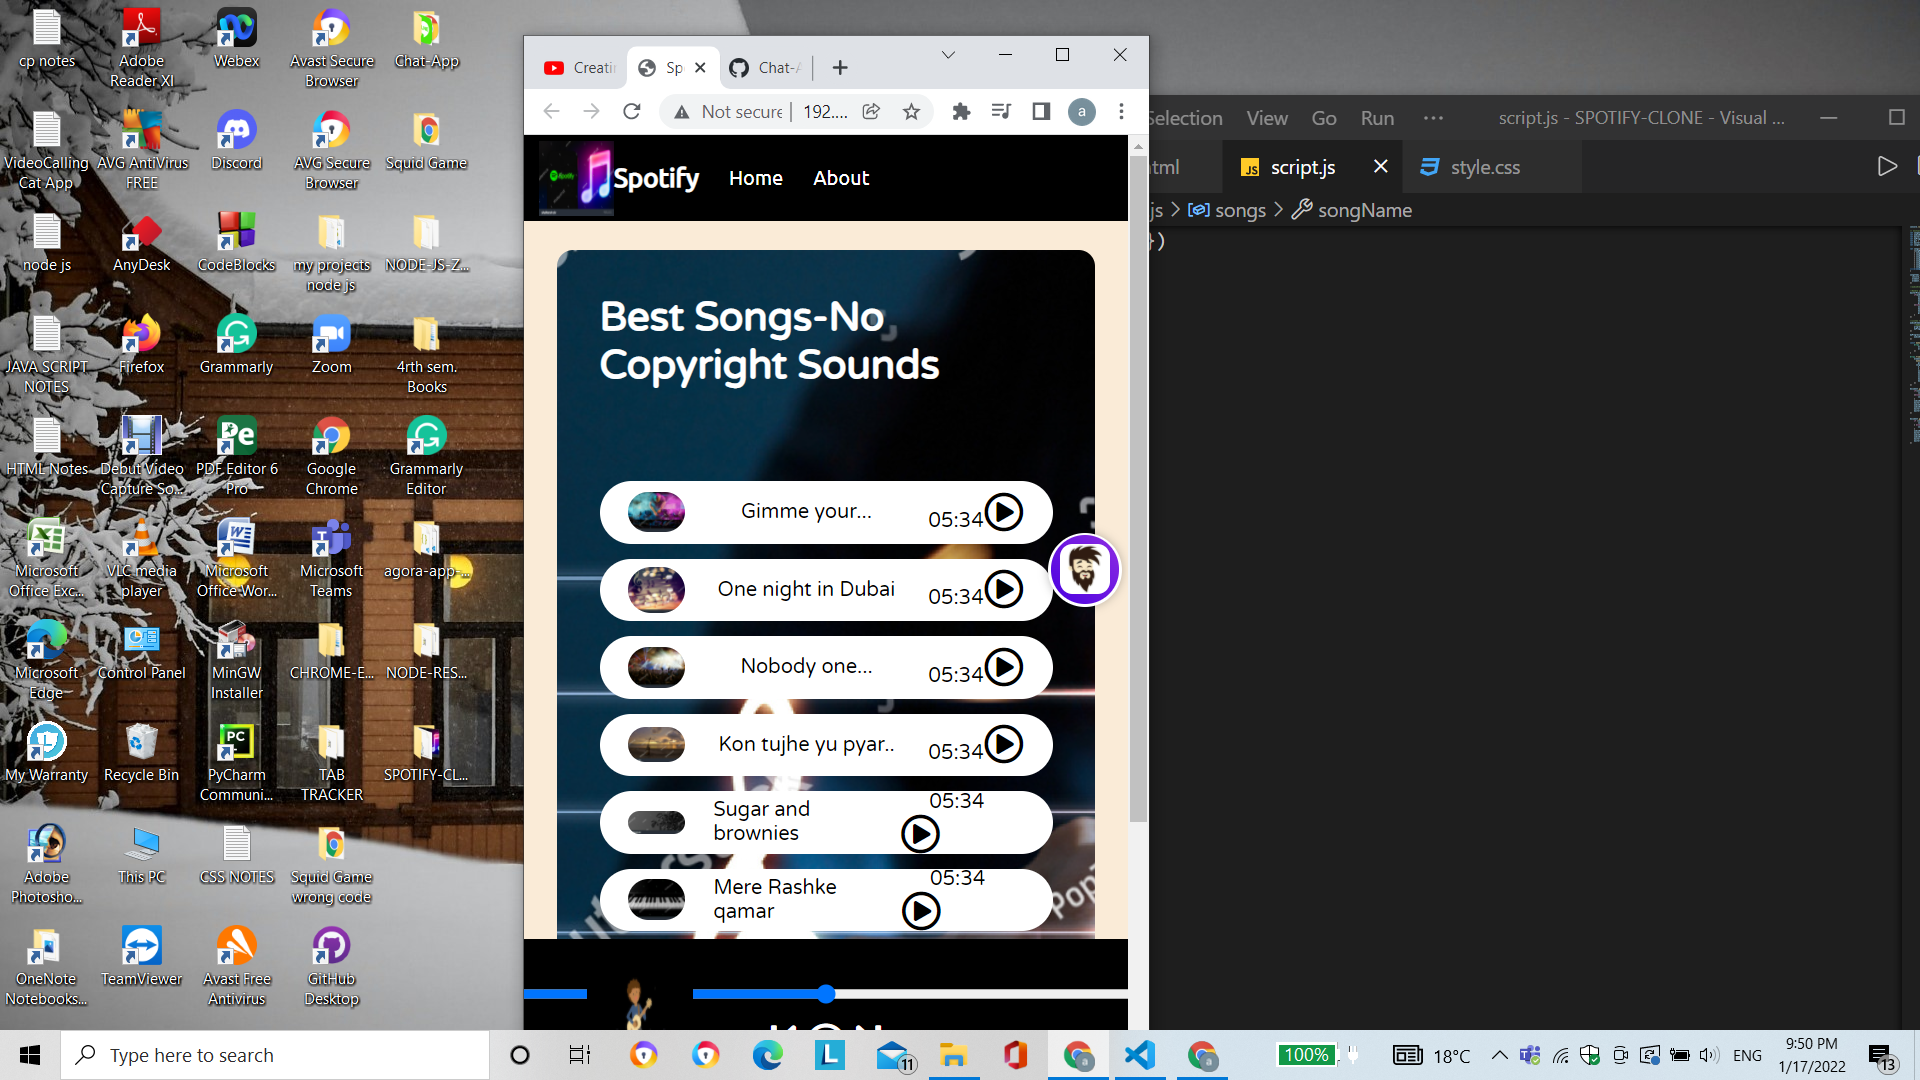 cp notes
Adobe
Reader XI
Webex
Avast Secure
Browser
Chat-App
VideoCalling
Cat App
AVG AntiVirus
FREE
Discord
AVG Secure
Browser
Squid Game
node js
AnyDesk
CodeBlocks
my projects
node js
NODE-JS-Z...
JAVA SCRIPT
NOTES
Firefox
Grammarly
Zoom
4rth sem.
Books
HTML Notes
Debut Video
Capture So...
PDF Editor 6
Pro
Google
Chrome
Grammarly
Editor
Microsoft
Office Exc...
VLC media
player
Microsoft
Office Wor...
Microsoft
Teams
agora-app-...
Microsoft
Edge
Control Panel
MinGW
Installer
CHROME-E...
NODE-RES...
My Warranty
Recycle Bin
PyCharm
Communi...
TAB
TRACKER
SPOTIFY-CL...
Adobe
Photosho...
This PC
CSS NOTES
Squid Game
wrong code
OneNote
Notebooks...
TeamViewer
Avast Free
Antivirus
GitHub
Desktop
Creatin
Sp
Chat-A
Not secure
192....
a
Spotify
Home
About
Best Songs-No
Copyright Sounds
Gimme your...
05:34
One night in Dubai
05:34
Nobody one...
05:34
Kon tujhe yu pyar..
05:34
Sugar and
brownies
05:34
Mere Rashke
qamar
05:34
Selection View Go Run ...
script.js - SPOTIFY-CLONE - Visual ...
html
JS script.js
style.css
js > songs > songName
})
Type here to search
11
100%
18°C
ENG
9:50 PM
1/17/2022
13